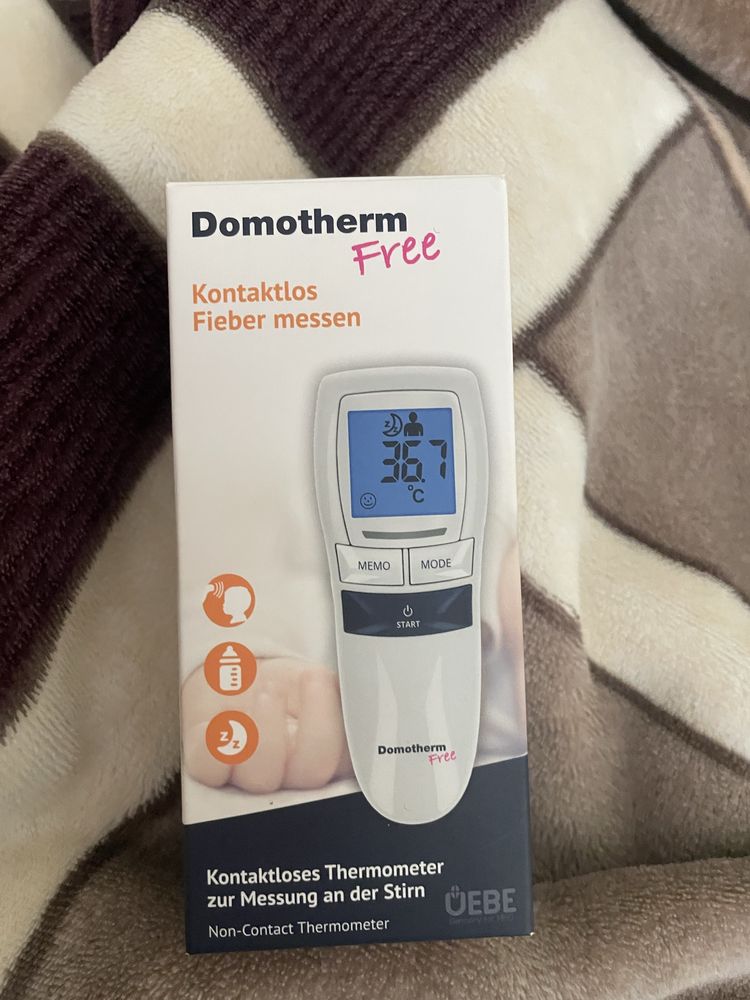 Domotherm
Free
Kontaktlos
Fieber messen
36.7
°C
MEMO MODE
START
Domotherm
Free
Kontaktloses Thermometer
zur Messung an der Stirn
Non-Contact Thermometer
UEBE